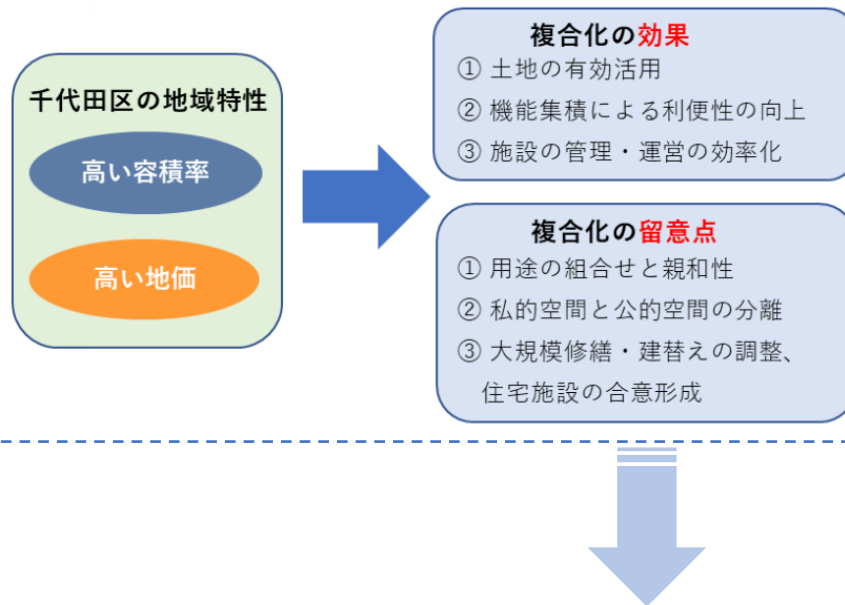 千代田区の地域特性
高い容積率
高い地価
複合化の効果
① 土地の有効活用
② 機能集積による利便性の向上
③ 施設の管理・運営の効率化
複合化の留意点
① 用途の組合せと親和性
② 私的空間と公的空間の分離
③ 大規模修繕・建替えの調整、
住宅施設の合意形成